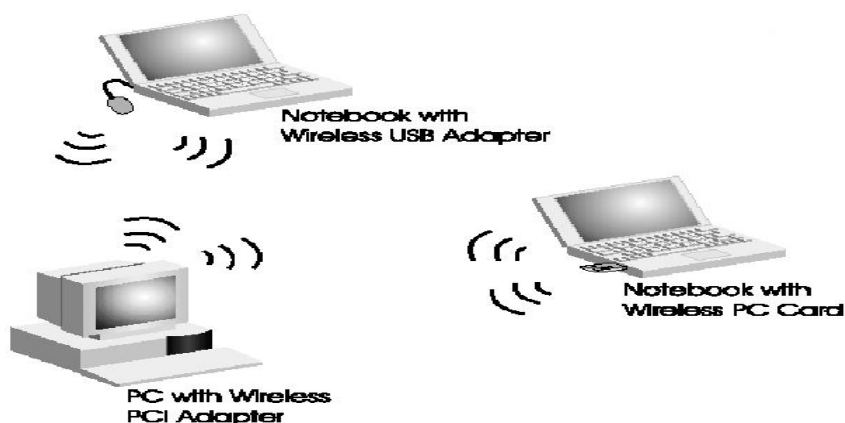 Notebook with
Wireless USB Adapter
Notebook with
Wireless PC Card
PC with Wireless
PCI Adapter